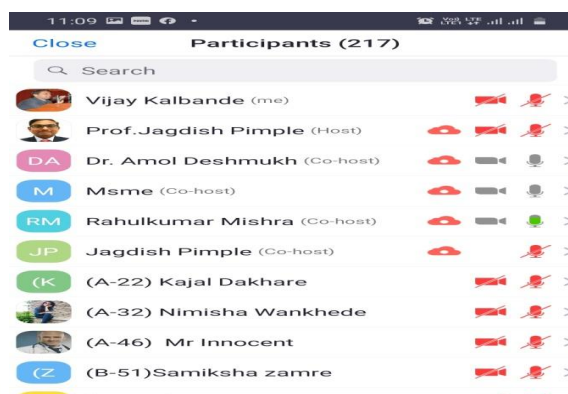 11:09
Close Participants (217)
Search
Vijay Kalbande (me)
Prof.Jagdish Pimple (Host)
DA Dr. Amol Deshmukh (Co-host)
M Msme (Co-host)
RM Rahulkumar Mishra (Co-host)
JP Jagdish Pimple (Co-host)
(K (A-22) Kajal Dakhare
(A-32) Nimisha Wankhede
(A-46) Mr Innocent
(Z (B-51)Samiksha zamre